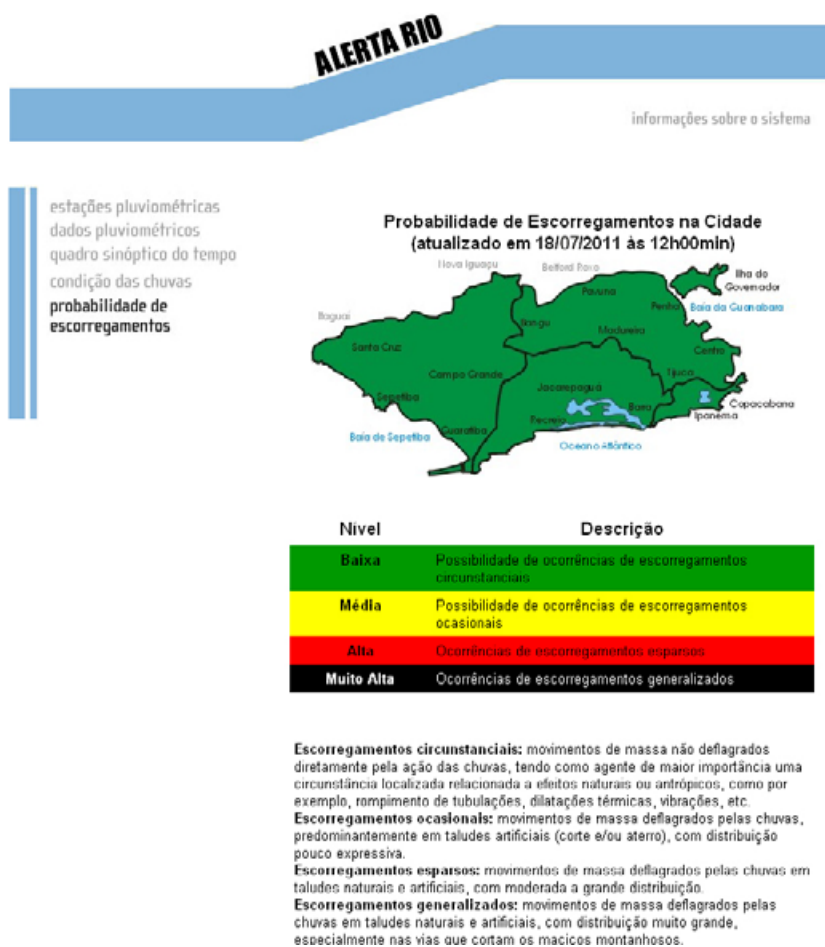 ALERTA RIO
informações sobre o sistema
estações pluviométricas
dados pluviométricos
quadro sinóptico do tempo
condição das chuvas
probabilidade de
escorregamentos
Probabilidade de Escorregamentos na Cidade
(atualizado em 18/07/2011 às 12h00min)
Nova Iguaçu
Belford Roxo
Ilha do
Governador
Pavuna
Penha
Baía da Guanabara
Itaguaí
Bangu
Madureira
Santa Cruz
Centro
Campo Grande
Tijuca
Jacarepaguá
Sepetiba
Copacabana
Recreio
Barra
Ipanema
Baía de Sepetiba
Guaratiba
Oceano Atlântico
Nível Descrição
Baixa Possibilidade de ocorrências de escorregamentos
circunstanciais
Média Possibilidade de ocorrências de escorregamentos
ocasionais
Alta Ocorrências de escorregamentos esparsos
Muito Alta Ocorrências de escorregamentos generalizados
Escorregamentos circunstanciais: movimentos de massa não deflagrados
diretamente pela ação das chuvas, tendo como agente de maior importância uma
circunstância localizada relacionada a efeitos naturais ou antrópicos, como por
exemplo, rompimento de tubulações, dilatações térmicas, vibrações, etc.
Escorregamentos ocasionais: movimentos de massa deflagrados pelas chuvas,
predominantemente em taludes artificiais (corte e/ou aterro), com distribuição
pouco expressiva.
Escorregamentos esparsos: movimentos de massa deflagrados pelas chuvas em
taludes naturais e artificiais, com moderada a grande distribuição.
Escorregamentos generalizados: movimentos de massa deflagrados pelas
chuvas em taludes naturais e artificiais, com distribuição muito grande,
especialmente nas vias que cortam os maciços montanhosos.